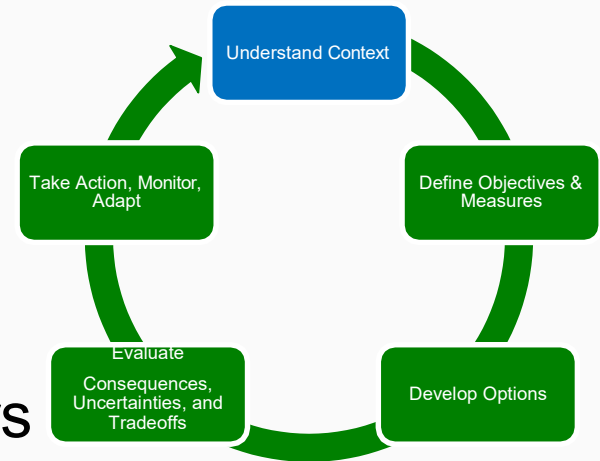 Understand Context
Define Objectives &
Measures
Develop Options
Evaluate
Consequences,
Uncertainties, and
Tradeoffs
Take Action, Monitor,
Adapt